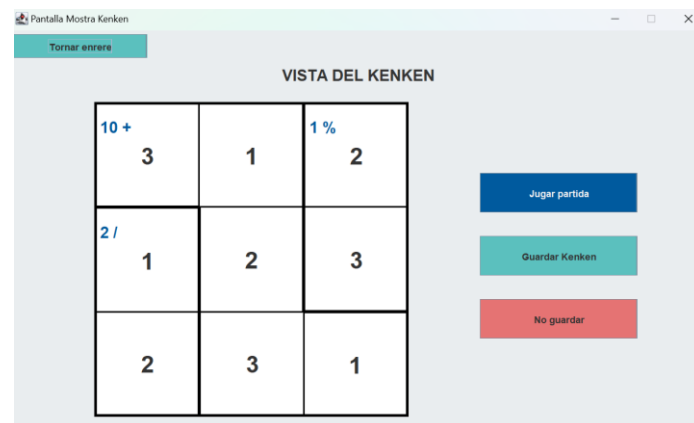 Pantalla Mostra Kenken
Tornar enrere
VISTA DEL KENKEN
10 +
1 %
3 1 2
Jugar partida
2 /
1 2 3
Guardar Kenken
No guardar
2 3 1